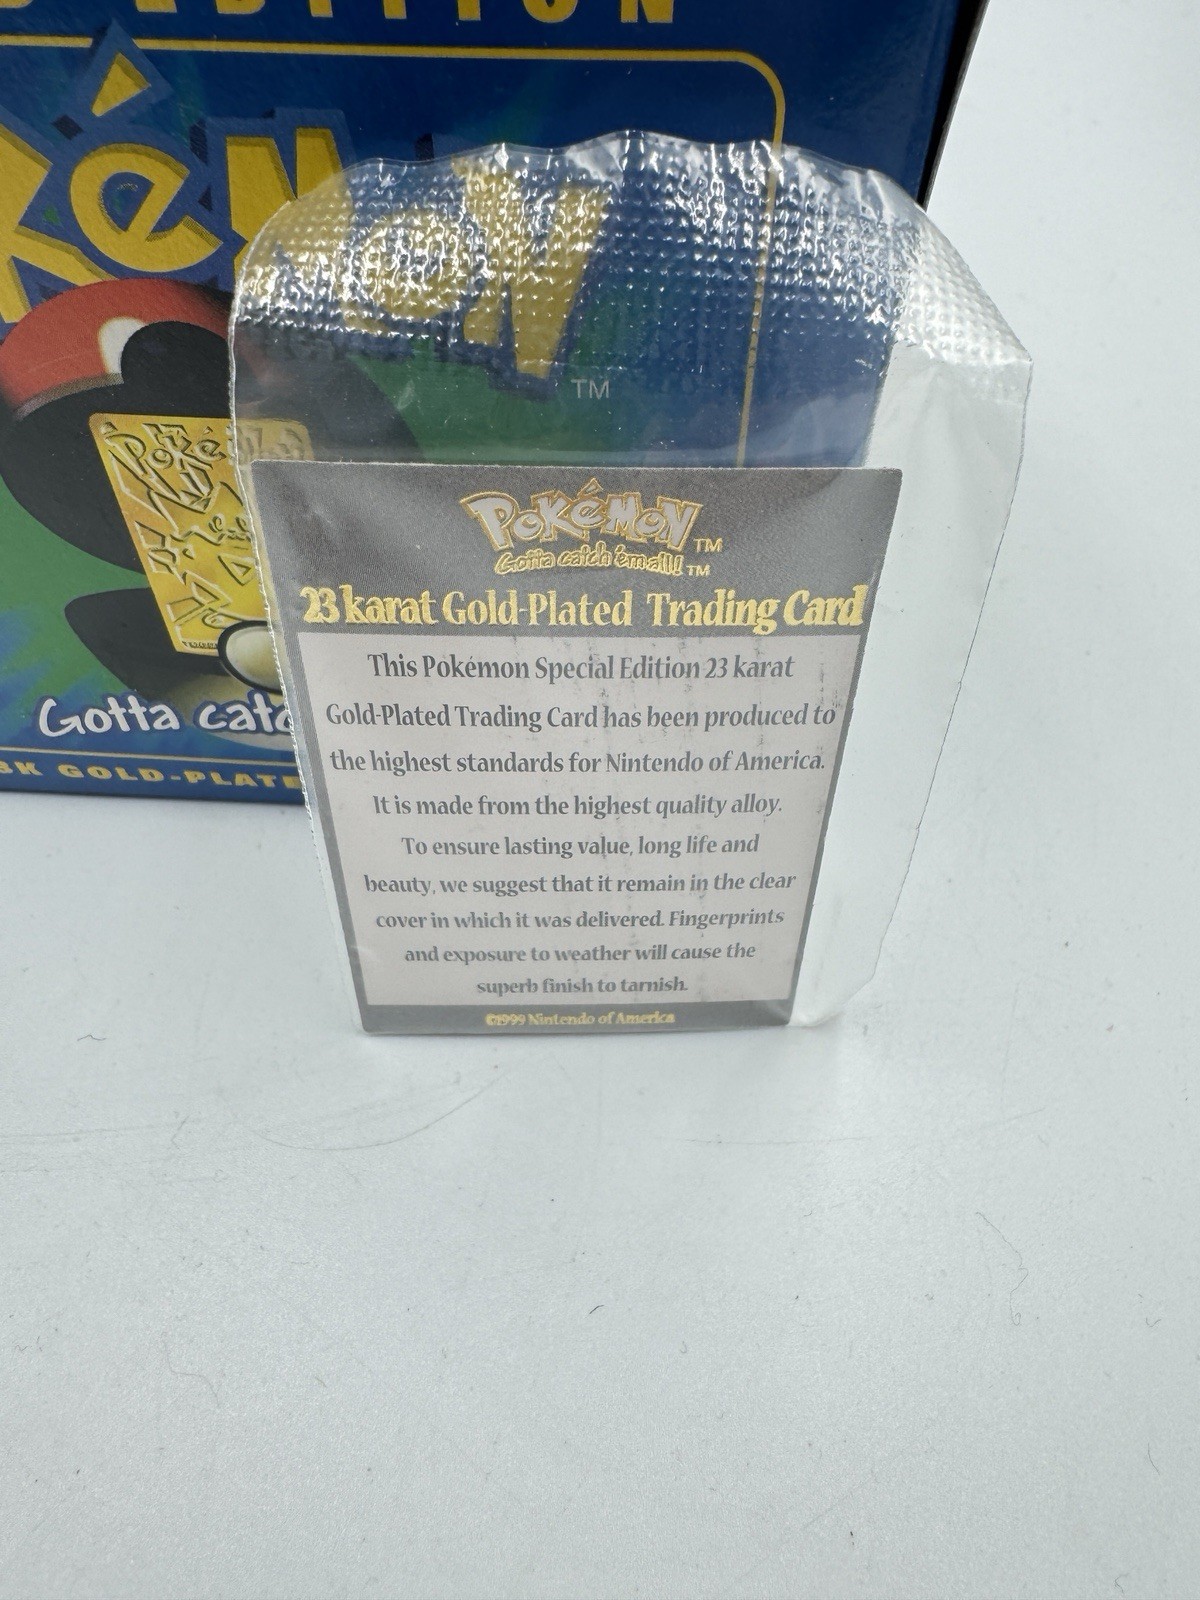 EDITION
Pokémon
TM
Pokémon
Gotta catc
3K GOLD-PLATE
POKéMON TM
Gotta catch 'em all! TM
23 karat Gold-Plated Trading Card
This Pokémon Special Edition 23 karat
Gold-Plated Trading Card has been produced to
the highest standards for Nintendo of America.
It is made from the highest quality alloy.
To ensure lasting value, long life and
beauty, we suggest that it remain in the clear
cover in which it was delivered. Fingerprints
and exposure to weather will cause the
superb finish to tarnish.
©1999 Nintendo of America